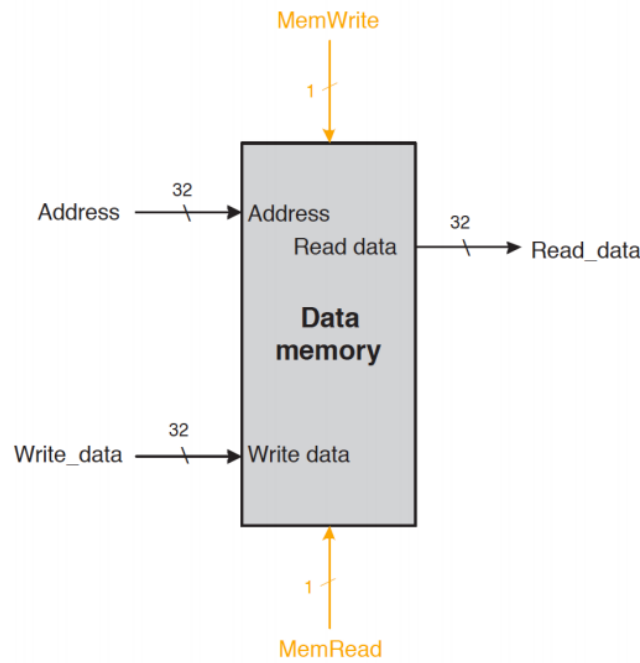 MemWrite
1
32
Address
Address
32
Read data
Read_data
Data
memory
32
Write_data
Write data
1
MemRead